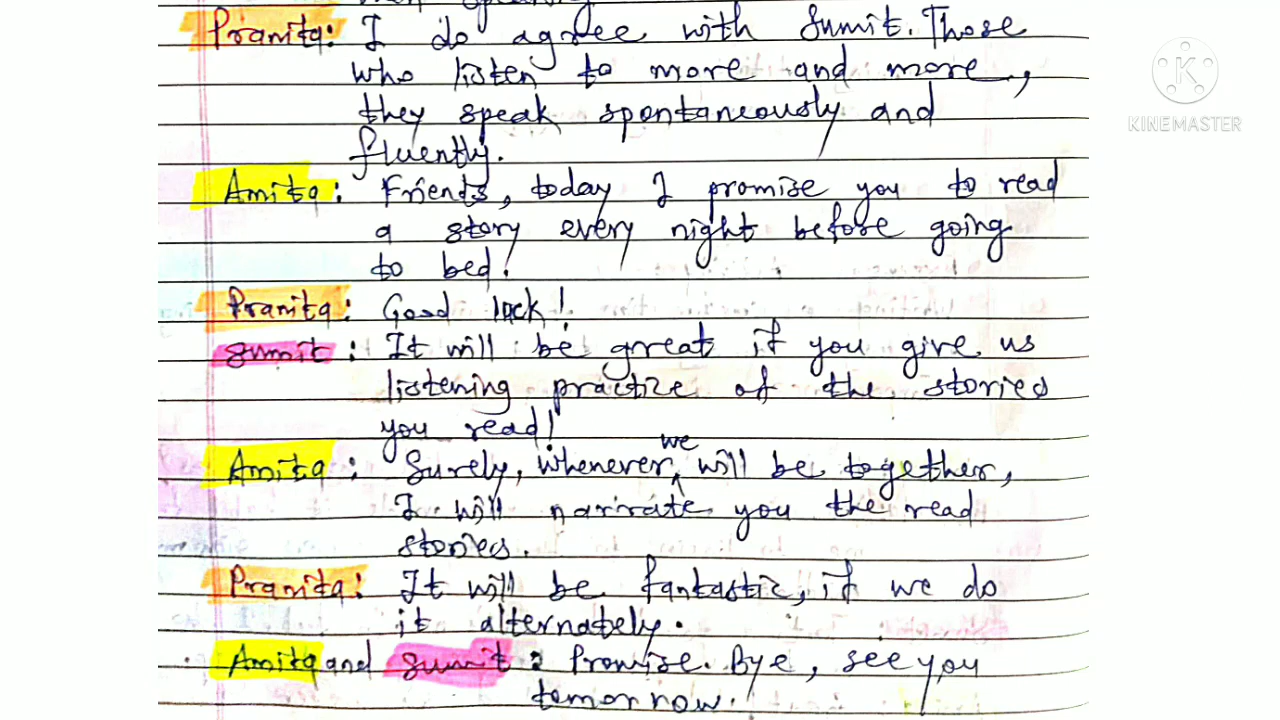 Pranita: I do agree with Sumit. Those
who listen to more and more,
they speak spontaneously and
fluently.
Amita: Friends, today I promise you to read
a story every night before going
to bed!
Pranita: Good luck!
Sumit: It will be great if you give us
listening practice of the stories
you read!
Amita: Surely, whenever we will be together,
I will narrate you the read
stories.
Pranita: It will be fantastic, if we do
it alternately.
Amita and Sumit: Promise. Bye, see you
tomorrow.
K
KINEMASTER